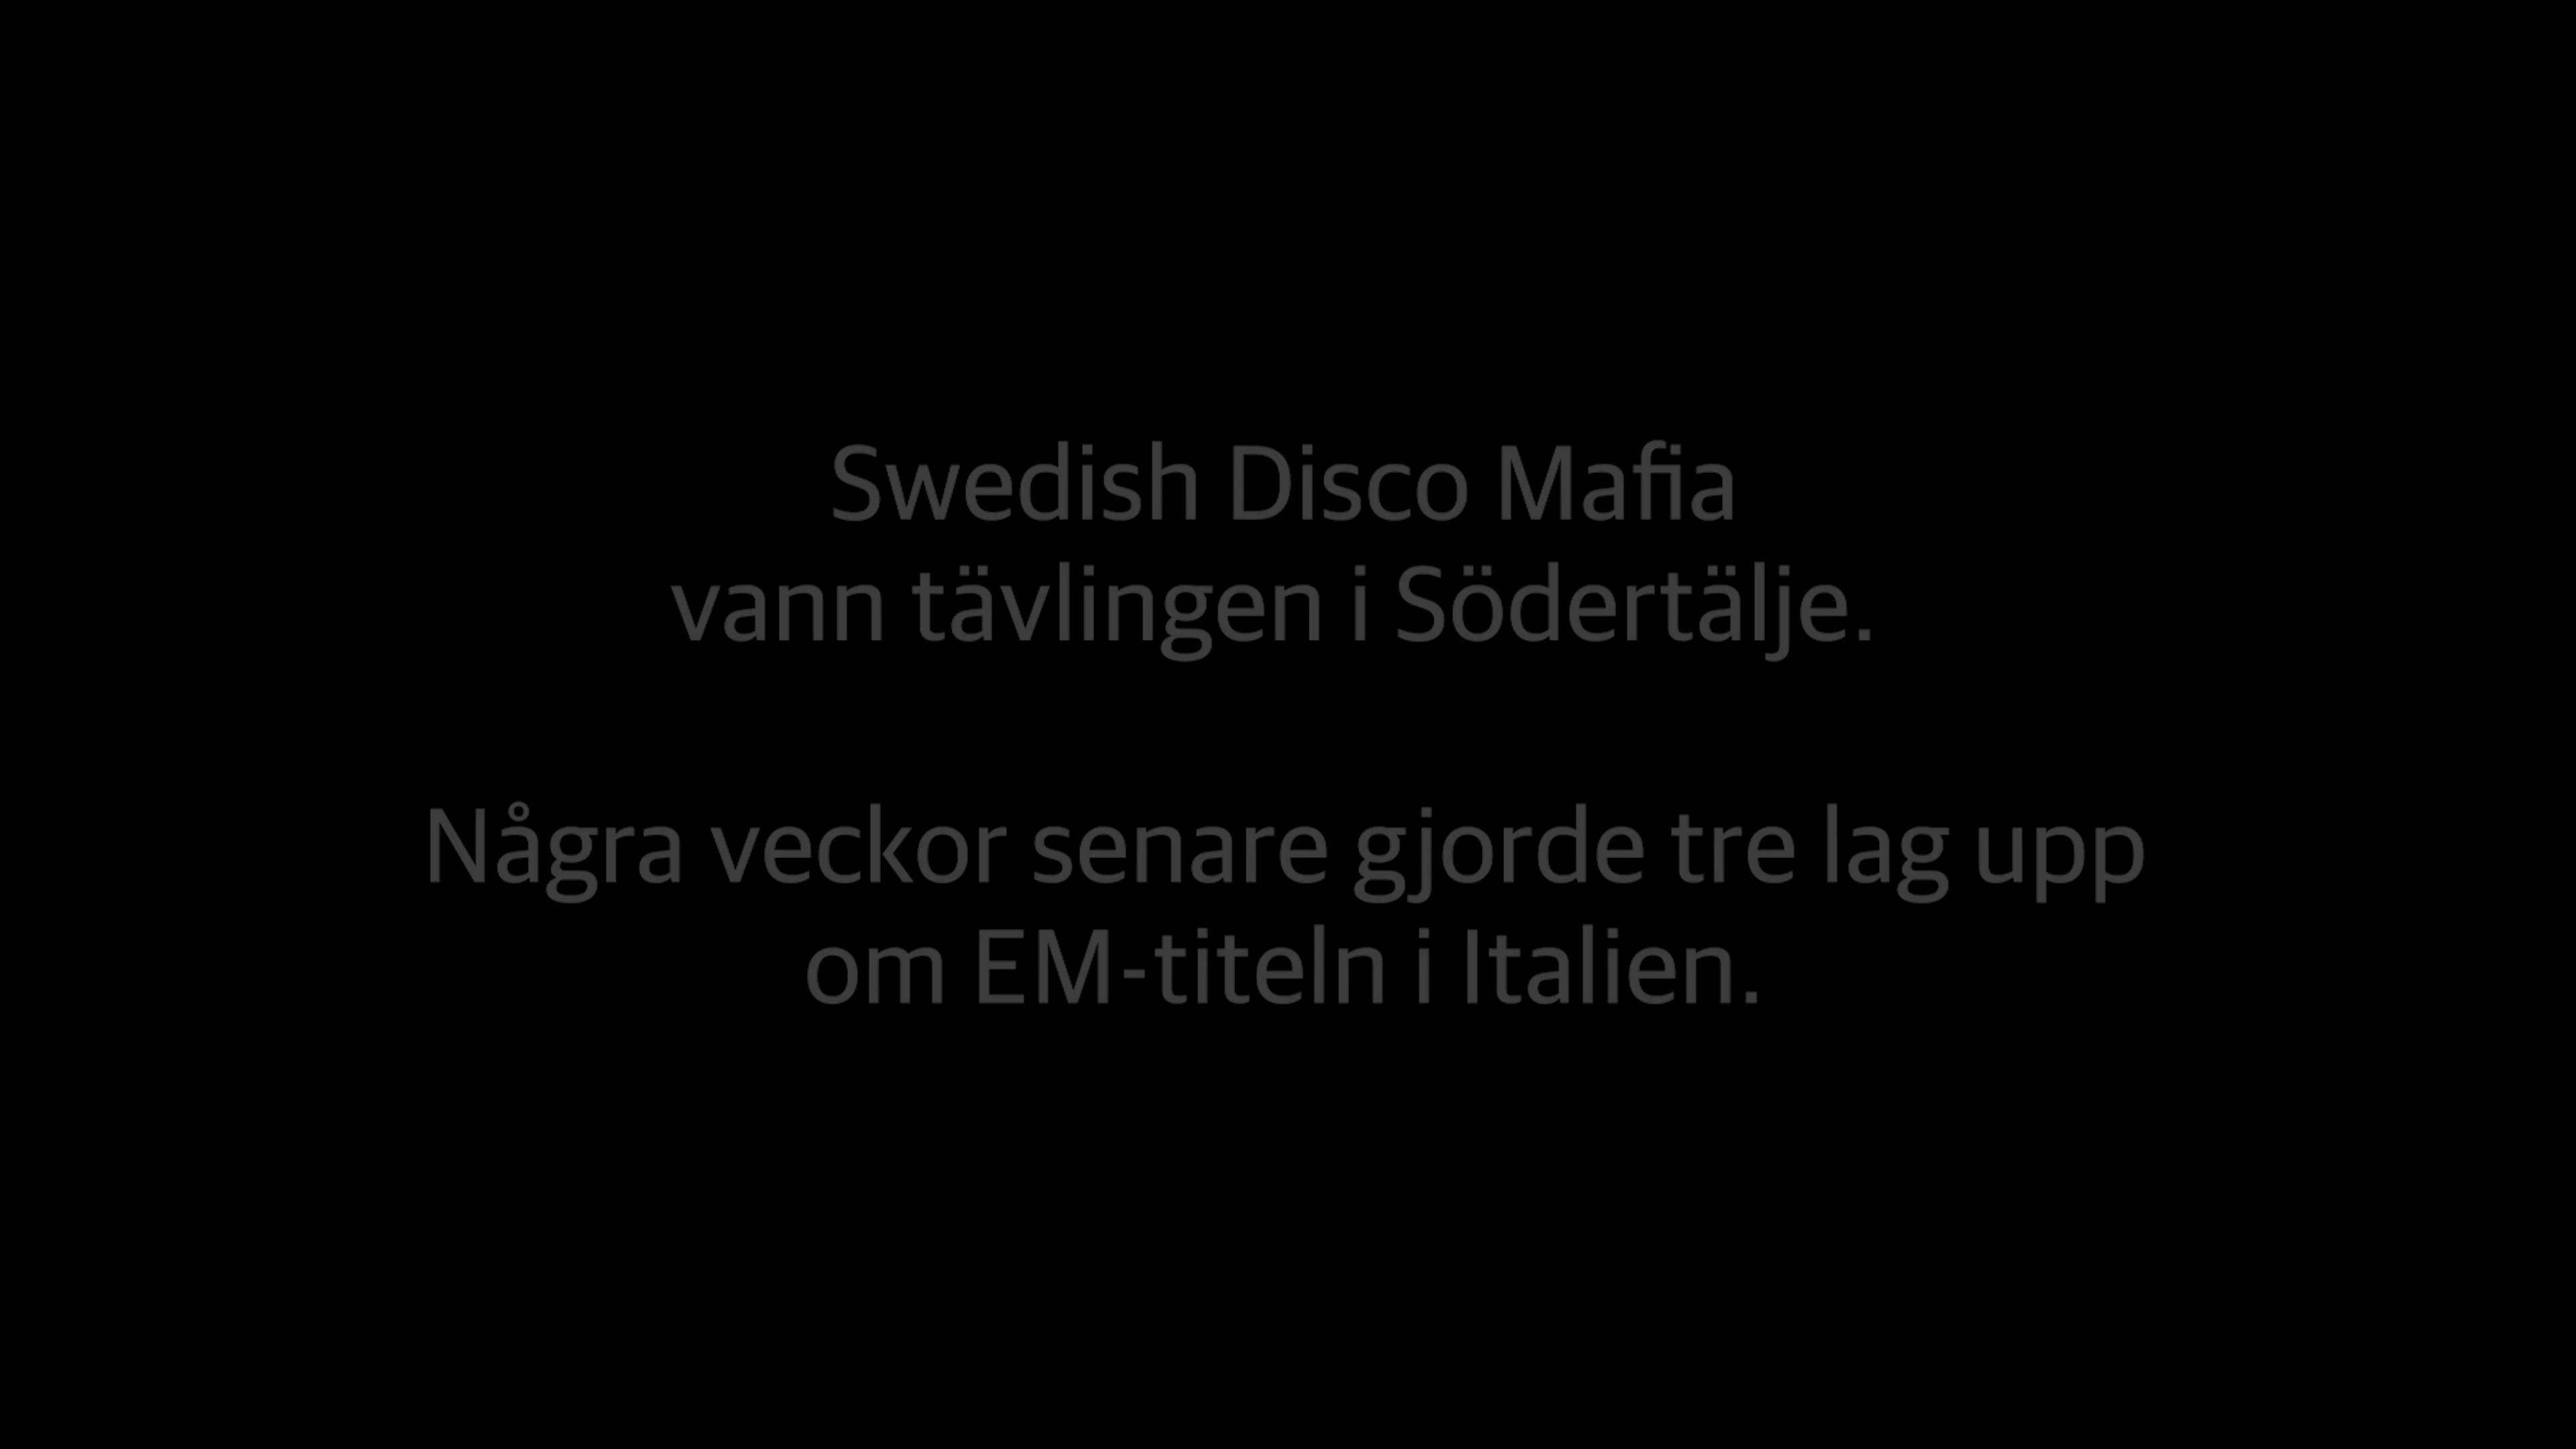 Swedish Disco Mafia
vann tävlingen i Södertälje.
Några veckor senare gjorde tre lag upp
om EM-titeln i Italien.